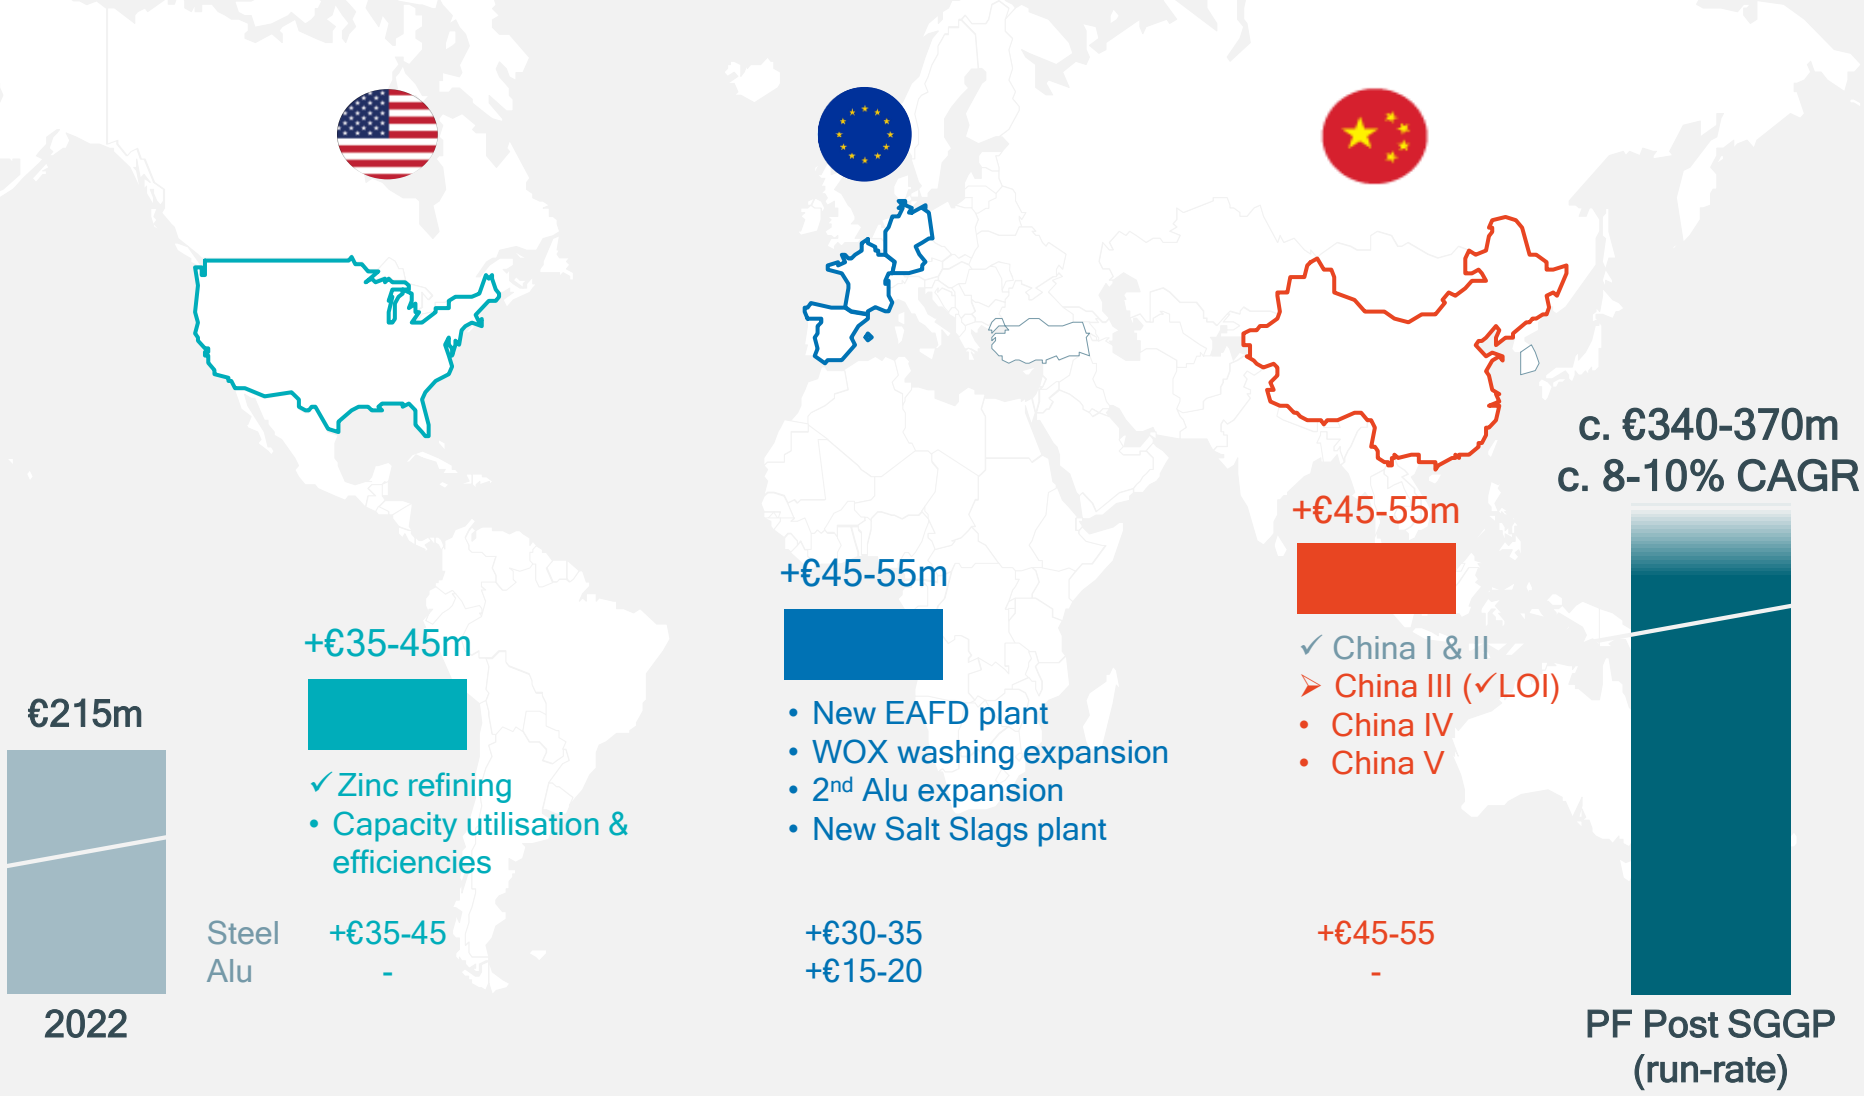 €215m
2022
+€35-45m
✓ Zinc refining
• Capacity utilisation &
efficiencies
+€45-55m
• New EAFD plant
• WOX washing expansion
• 2nd Alu expansion
• New Salt Slags plant
+€45-55m
✓ China I & II
➢ China III (✓LOI)
• China IV
• China V
c. €340-370m
c. 8-10% CAGR
Steel +€35-45 +€30-35 +€45-55
Alu - +€15-20 -
PF Post SGGP
(run-rate)